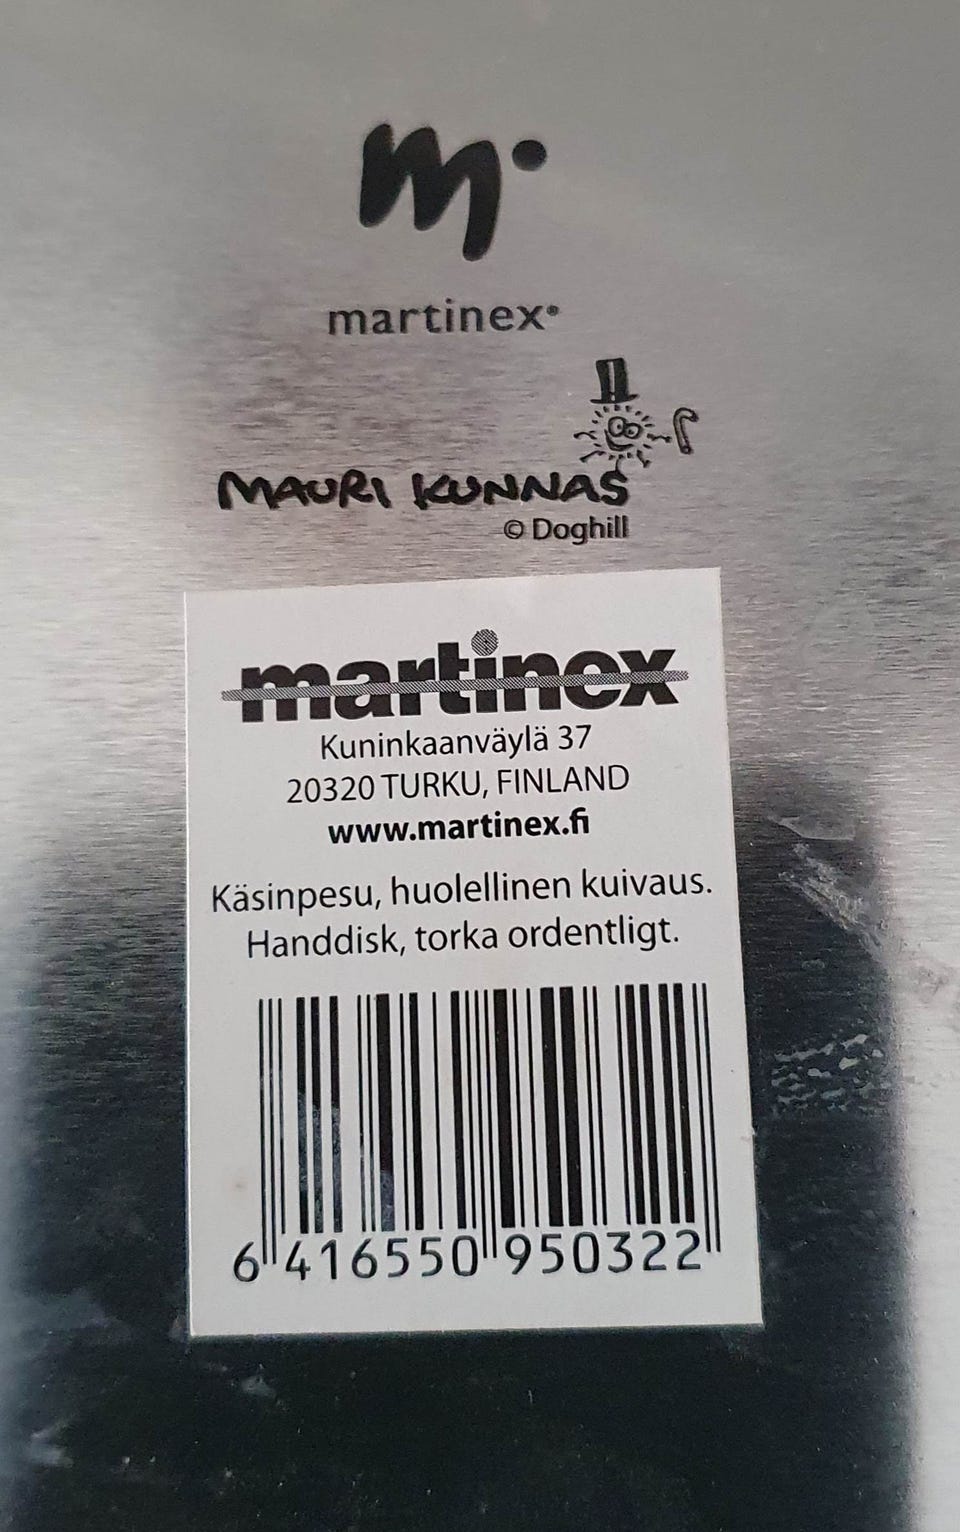 m.
martinex
MAURI KUNNAS
© Doghill
martinex
Kuninkaanväylä 37
20320 TURKU, FINLAND
www.martinex.fi
Käsinpesu, huolellinen kuivaus.
Handdisk, torka ordentligt.
6 416550 950322